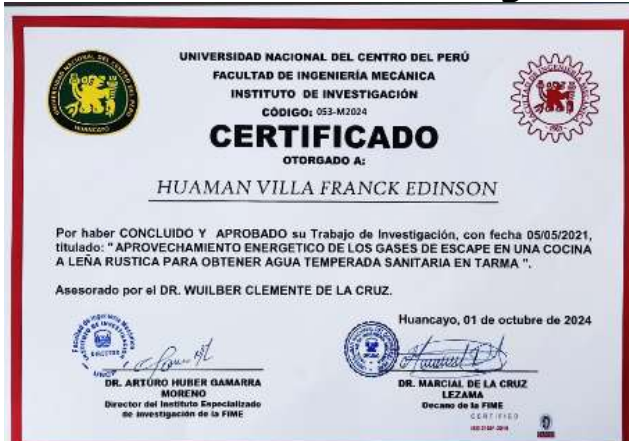 UNIVERSIDAD NACIONAL DEL CENTRO DEL PERÚ
FACULTAD DE INGENIERÍA MECÁNICA
INSTITUTO DE INVESTIGACIÓN
CÓDIGO: 053-M2024
CERTIFICADO
OTORGADO A:
HUAMAN VILLA FRANCK EDINSON
Por haber CONCLUIDO Y APROBADO su Trabajo de Investigación, con fecha 05/05/2021,
titulado: "APROVECHAMIENTO ENERGETICO DE LOS GASES DE ESCAPE EN UNA COCINA
A LEÑA RUSTICA PARA OBTENER AGUA TEMPERADA SANITARIA EN TARMA ".
Asesorado por el DR. WUILBER CLEMENTE DE LA CRUZ.
Huancayo, 01 de octubre de 2024
DR. ARTURO HUBER GAMARRA
MORENO
Director del Instituto Especializado
de investigación de la FIME
DR. MARCIAL DE LA CRUZ
LEZAMA
Decano de la FIME
CERTIFIED